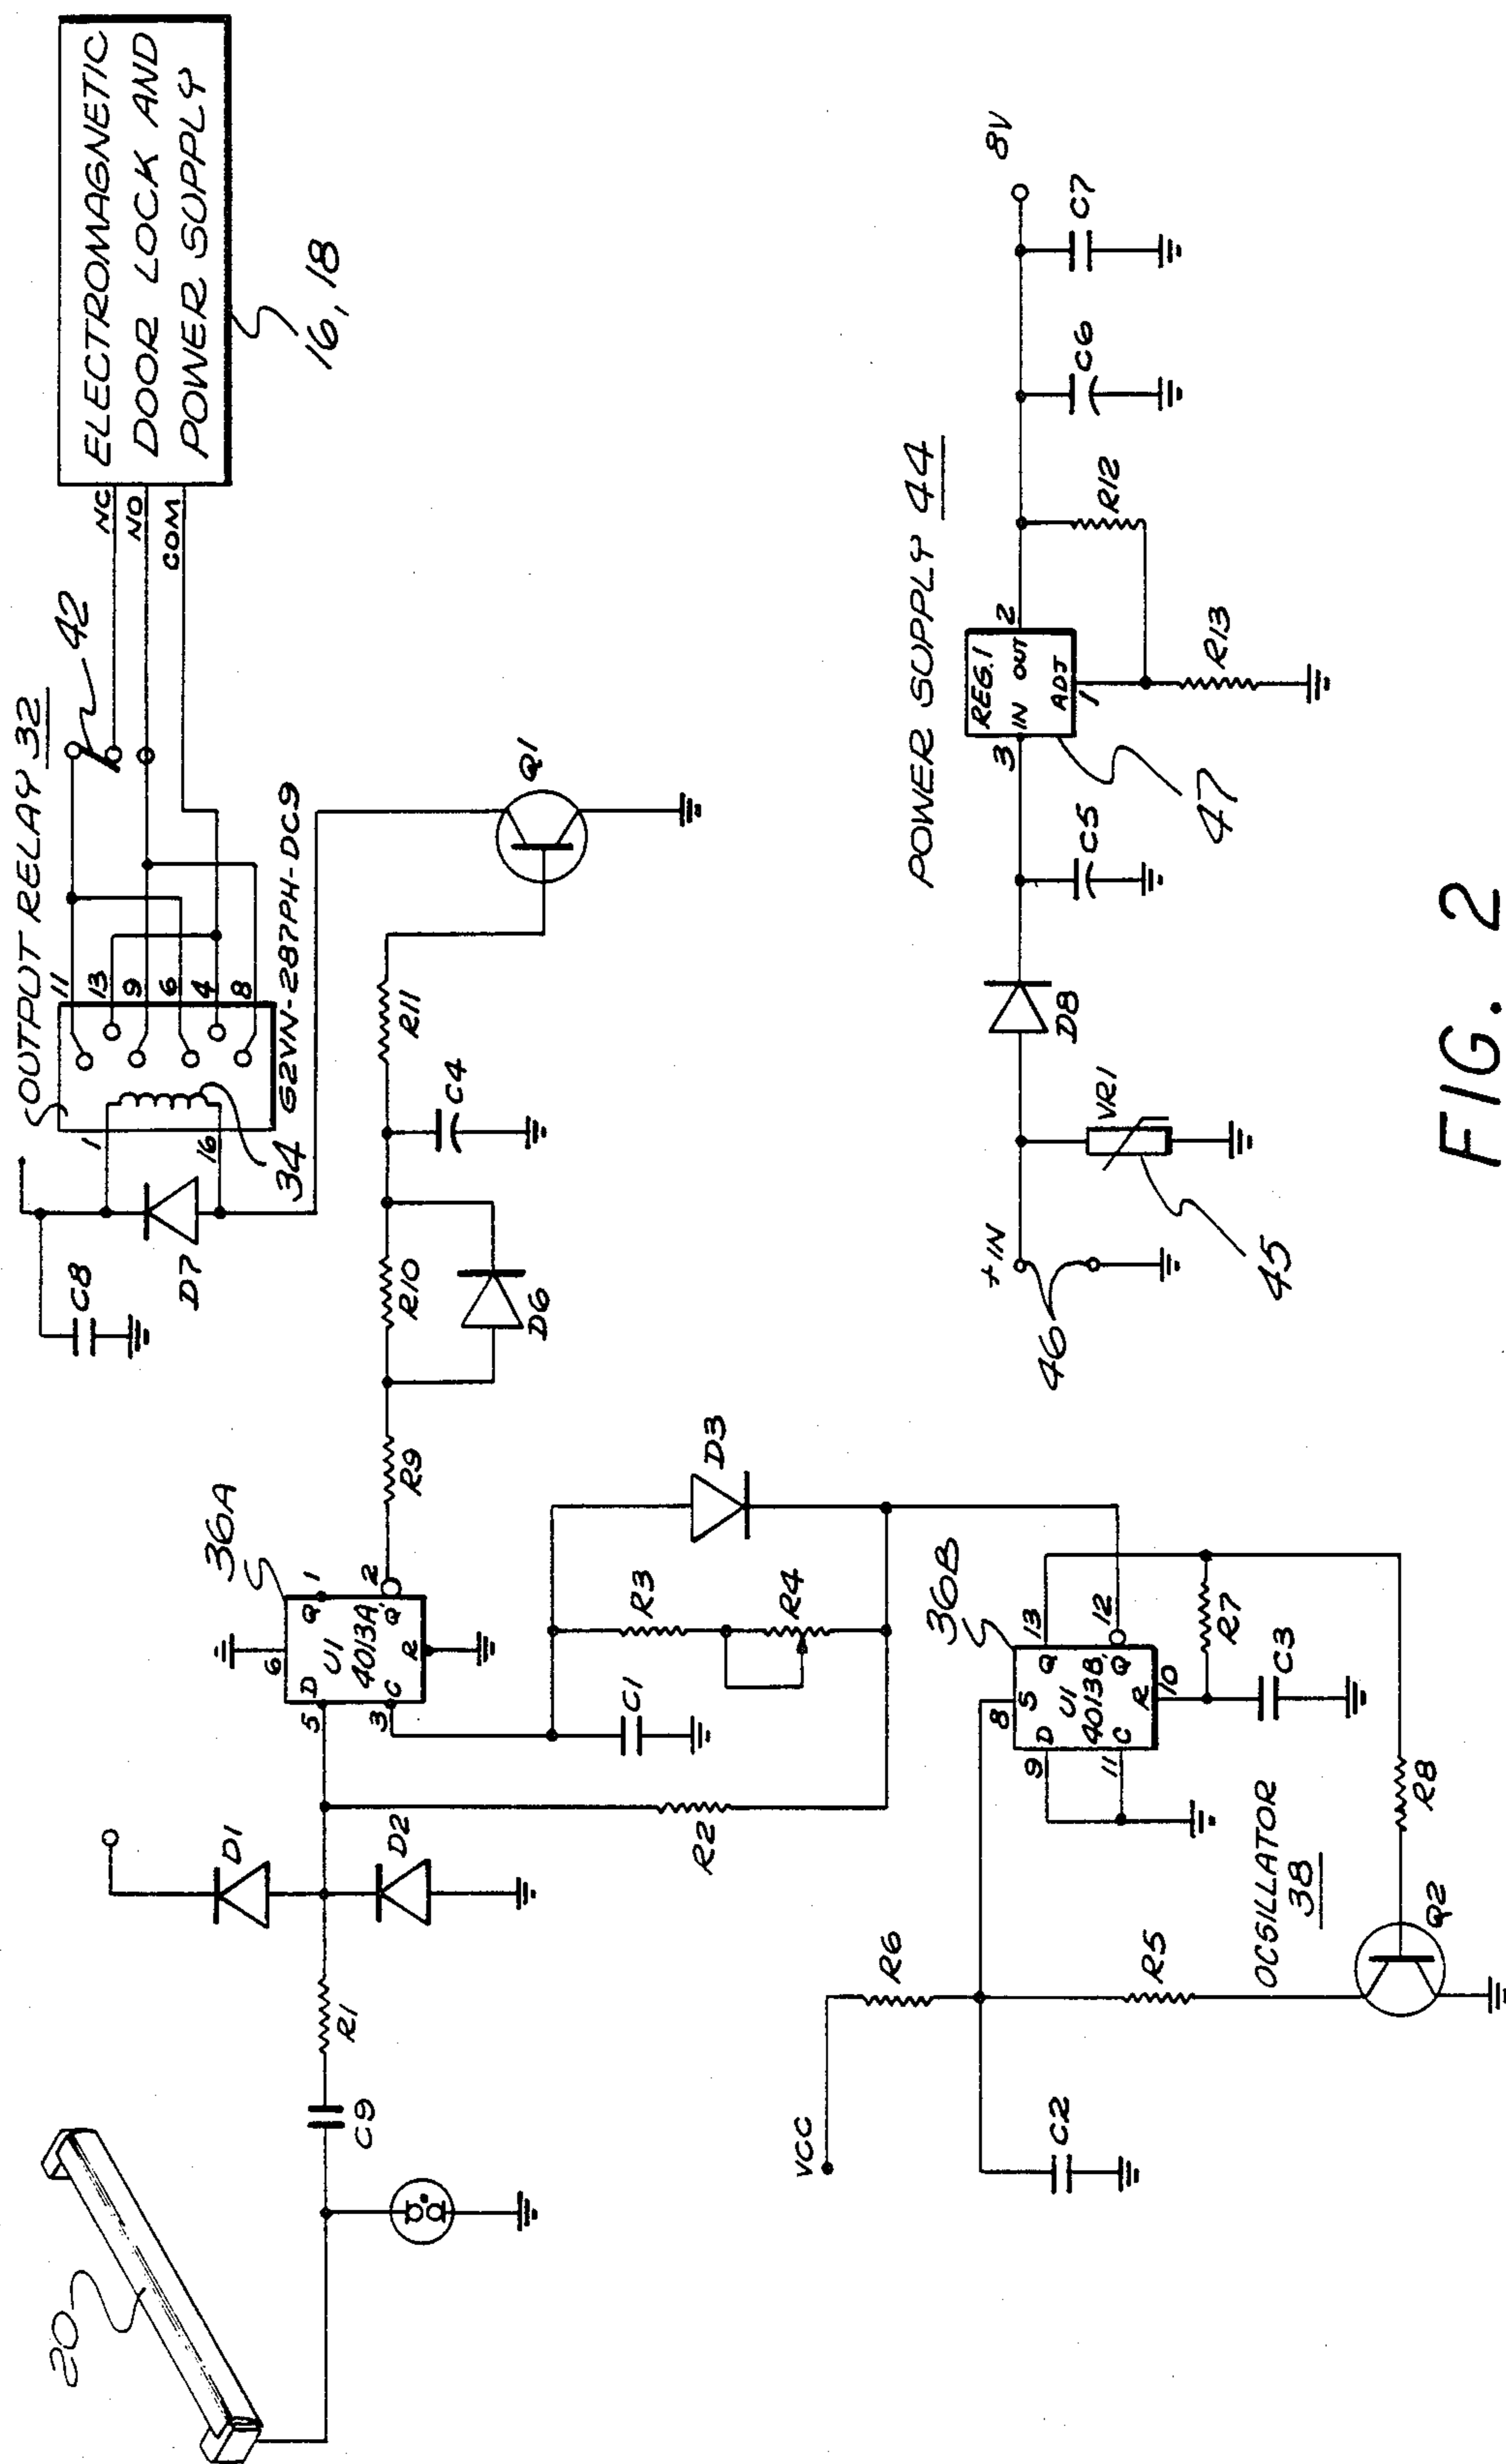 20
C9
R1
D1
D2
R2
5
3
6
D
C
U1
4013A
Q
Q'
R
1
2
36A
R9
R10
D6
C4
R11
Q1
C1
R3
R4
D3
C8
D7
1
16
34
OUTPUT RELAY 32
11
13
9
6
4
8
G2VN-287PH-DC9
42
NC
NO
COM
ELECTROMAGNETIC
DOOR LOCK AND
POWER SUPPLY
16, 18
VCC
C2
R6
R5
OCSILLATOR
38
Q2
R8
8
9
11
S
D
C
U1
4013B
Q
Q'
R
13
12
10
36B
R7
C3
POWER SUPPLY 44
+IN
46
VR1
45
D8
C5
3
REG.1
IN OUT
ADJ
2
1
47
R12
R13
C6
C7
8V
FIG. 2